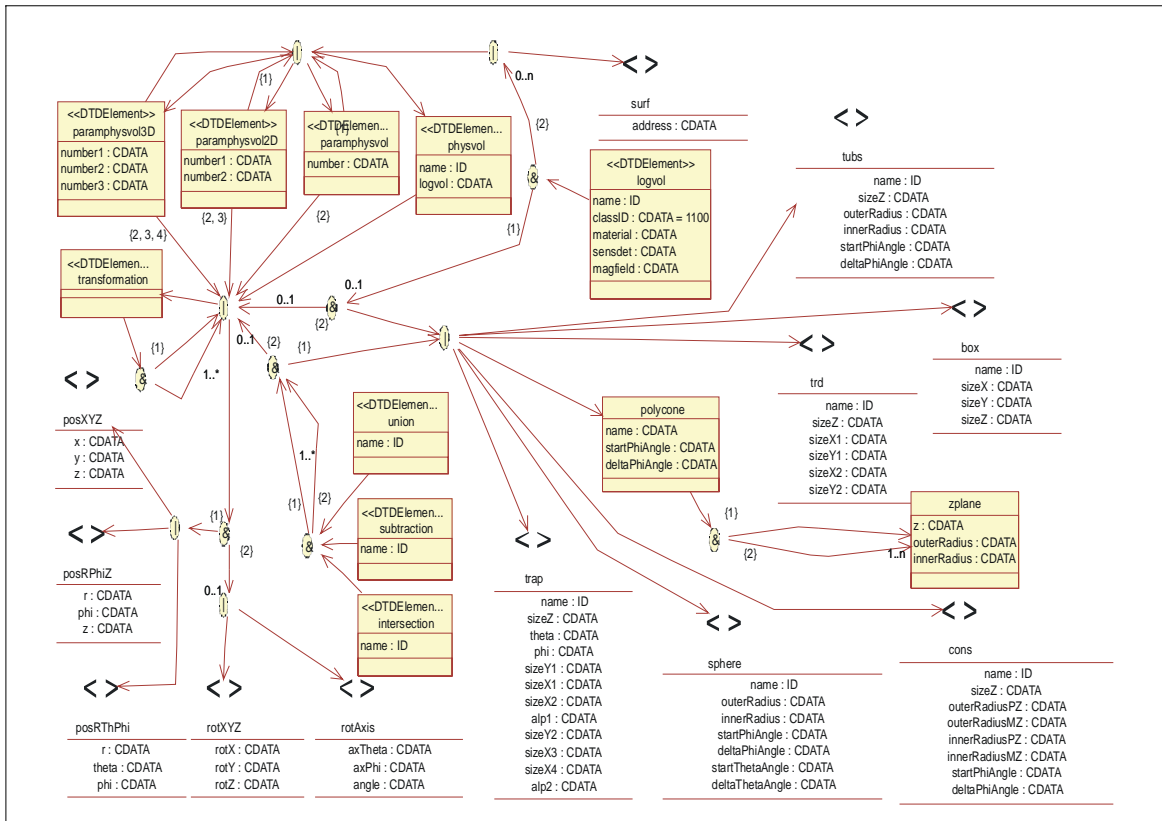 |
|
{1}
0..n
< >
surf
address : CDATA
< >
tubs
name : ID
sizeZ : CDATA
outerRadius : CDATA
innerRadius : CDATA
startPhiAngle : CDATA
deltaPhiAngle : CDATA
<<DTDElement>>
paramphysvol3D
number1 : CDATA
number2 : CDATA
number3 : CDATA
<<DTDElement>>
paramphysvol2D
number1 : CDATA
number2 : CDATA
<<DTDElemen...
paramphysvol
{1}
number : CDATA
<<DTDElemen...
physvol
name : ID
logvol : CDATA
{2}
&
<<DTDElement>>
logvol
name : ID
classID : CDATA = 1100
material : CDATA
sensdet : CDATA
magfield : CDATA
{2, 3, 4}
{2, 3}
{2}
{1}
<<DTDElemen...
transformation
|
0..1
&
0..1
{2}
|
{1}
&
1..*
0..1
{2}
&
{1}
< >
box
name : ID
sizeX : CDATA
sizeY : CDATA
sizeZ : CDATA
< >
trd
name : ID
sizeZ : CDATA
sizeX1 : CDATA
sizeY1 : CDATA
sizeX2 : CDATA
sizeY2 : CDATA
< >
posXYZ
x : CDATA
y : CDATA
z : CDATA
<<DTDElemen...
union
name : ID
polycone
name : CDATA
startPhiAngle : CDATA
deltaPhiAngle : CDATA
1..*
{1}
{2}
&
<<DTDElemen...
subtraction
name : ID
<<DTDElemen...
intersection
name : ID
{1}
&
{2}
1..n
zplane
z : CDATA
outerRadius : CDATA
innerRadius : CDATA
< >
|
{1}
&
{2}
posRPhiZ
r : CDATA
phi : CDATA
z : CDATA
0..1
|
< >
trap
name : ID
sizeZ : CDATA
theta : CDATA
phi : CDATA
sizeY1 : CDATA
sizeX1 : CDATA
sizeX2 : CDATA
alp1 : CDATA
sizeY2 : CDATA
sizeX3 : CDATA
sizeX4 : CDATA
alp2 : CDATA
< >
sphere
name : ID
outerRadius : CDATA
innerRadius : CDATA
startPhiAngle : CDATA
deltaPhiAngle : CDATA
startThetaAngle : CDATA
deltaThetaAngle : CDATA
< >
cons
name : ID
sizeZ : CDATA
outerRadiusPZ : CDATA
outerRadiusMZ : CDATA
innerRadiusPZ : CDATA
innerRadiusMZ : CDATA
startPhiAngle : CDATA
deltaPhiAngle : CDATA
< >
posRThPhi
r : CDATA
theta : CDATA
phi : CDATA
< >
rotXYZ
rotX : CDATA
rotY : CDATA
rotZ : CDATA
< >
rotAxis
axTheta : CDATA
axPhi : CDATA
angle : CDATA